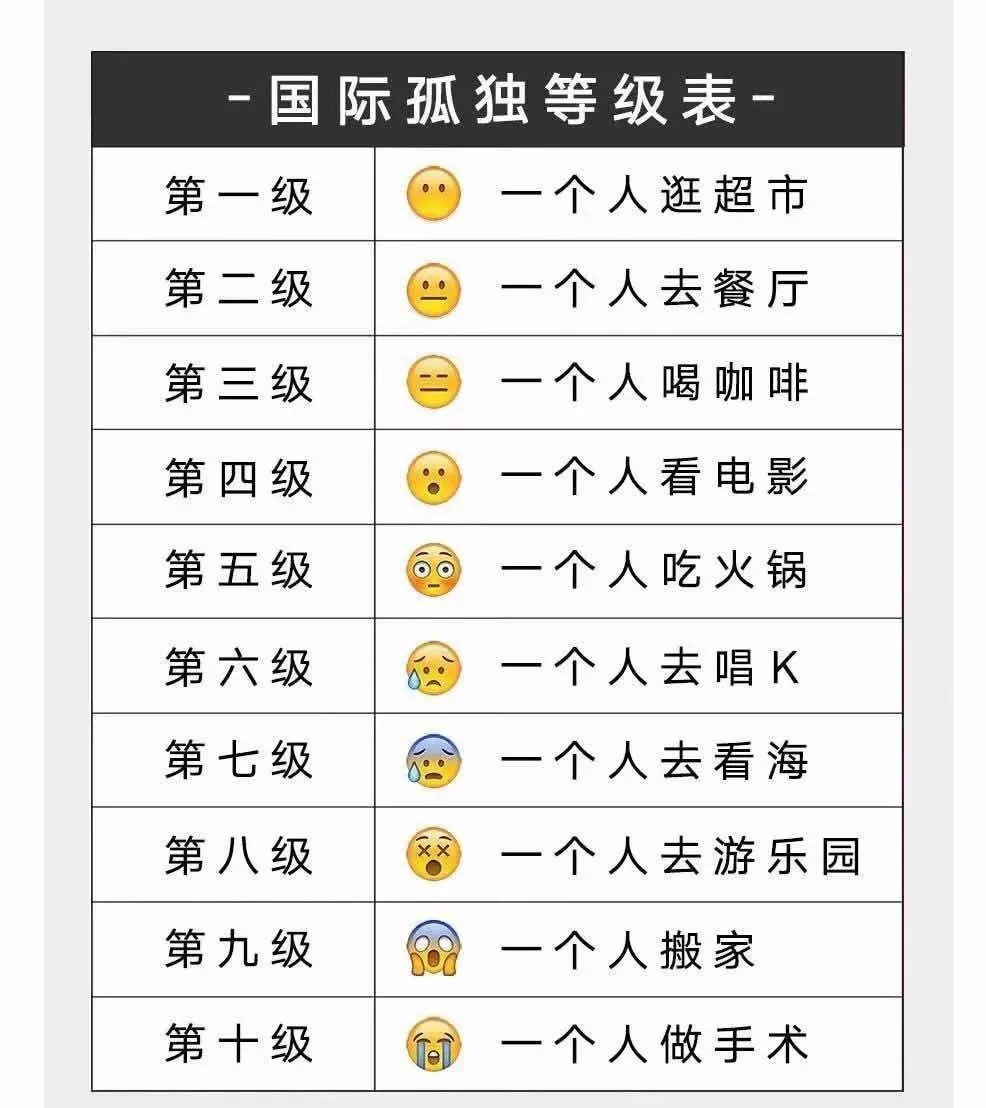 -国际孤独等级表-
第一级 😶 一个人逛超市
第二级 😐 一个人去餐厅
第三级 😑 一个人喝咖啡
第四级 😮 一个人看电影
第五级 😳 一个人吃火锅
第六级 😥 一个人去唱K
第七级 😰 一个人去看海
第八级 😵 一个人去游乐园
第九级 😱 一个人搬家
第十级 😭 一个人做手术